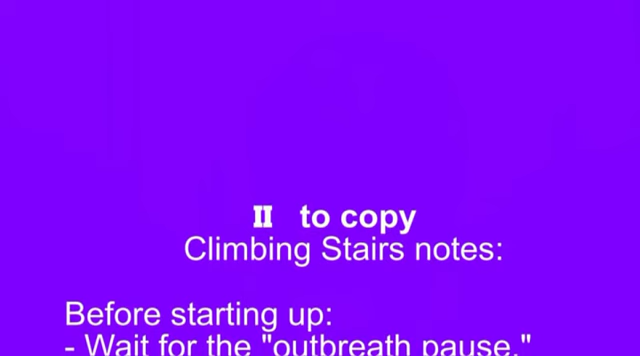 II to copy
Climbing Stairs notes:
Before starting up:
- Wait for the "outbreath pause."